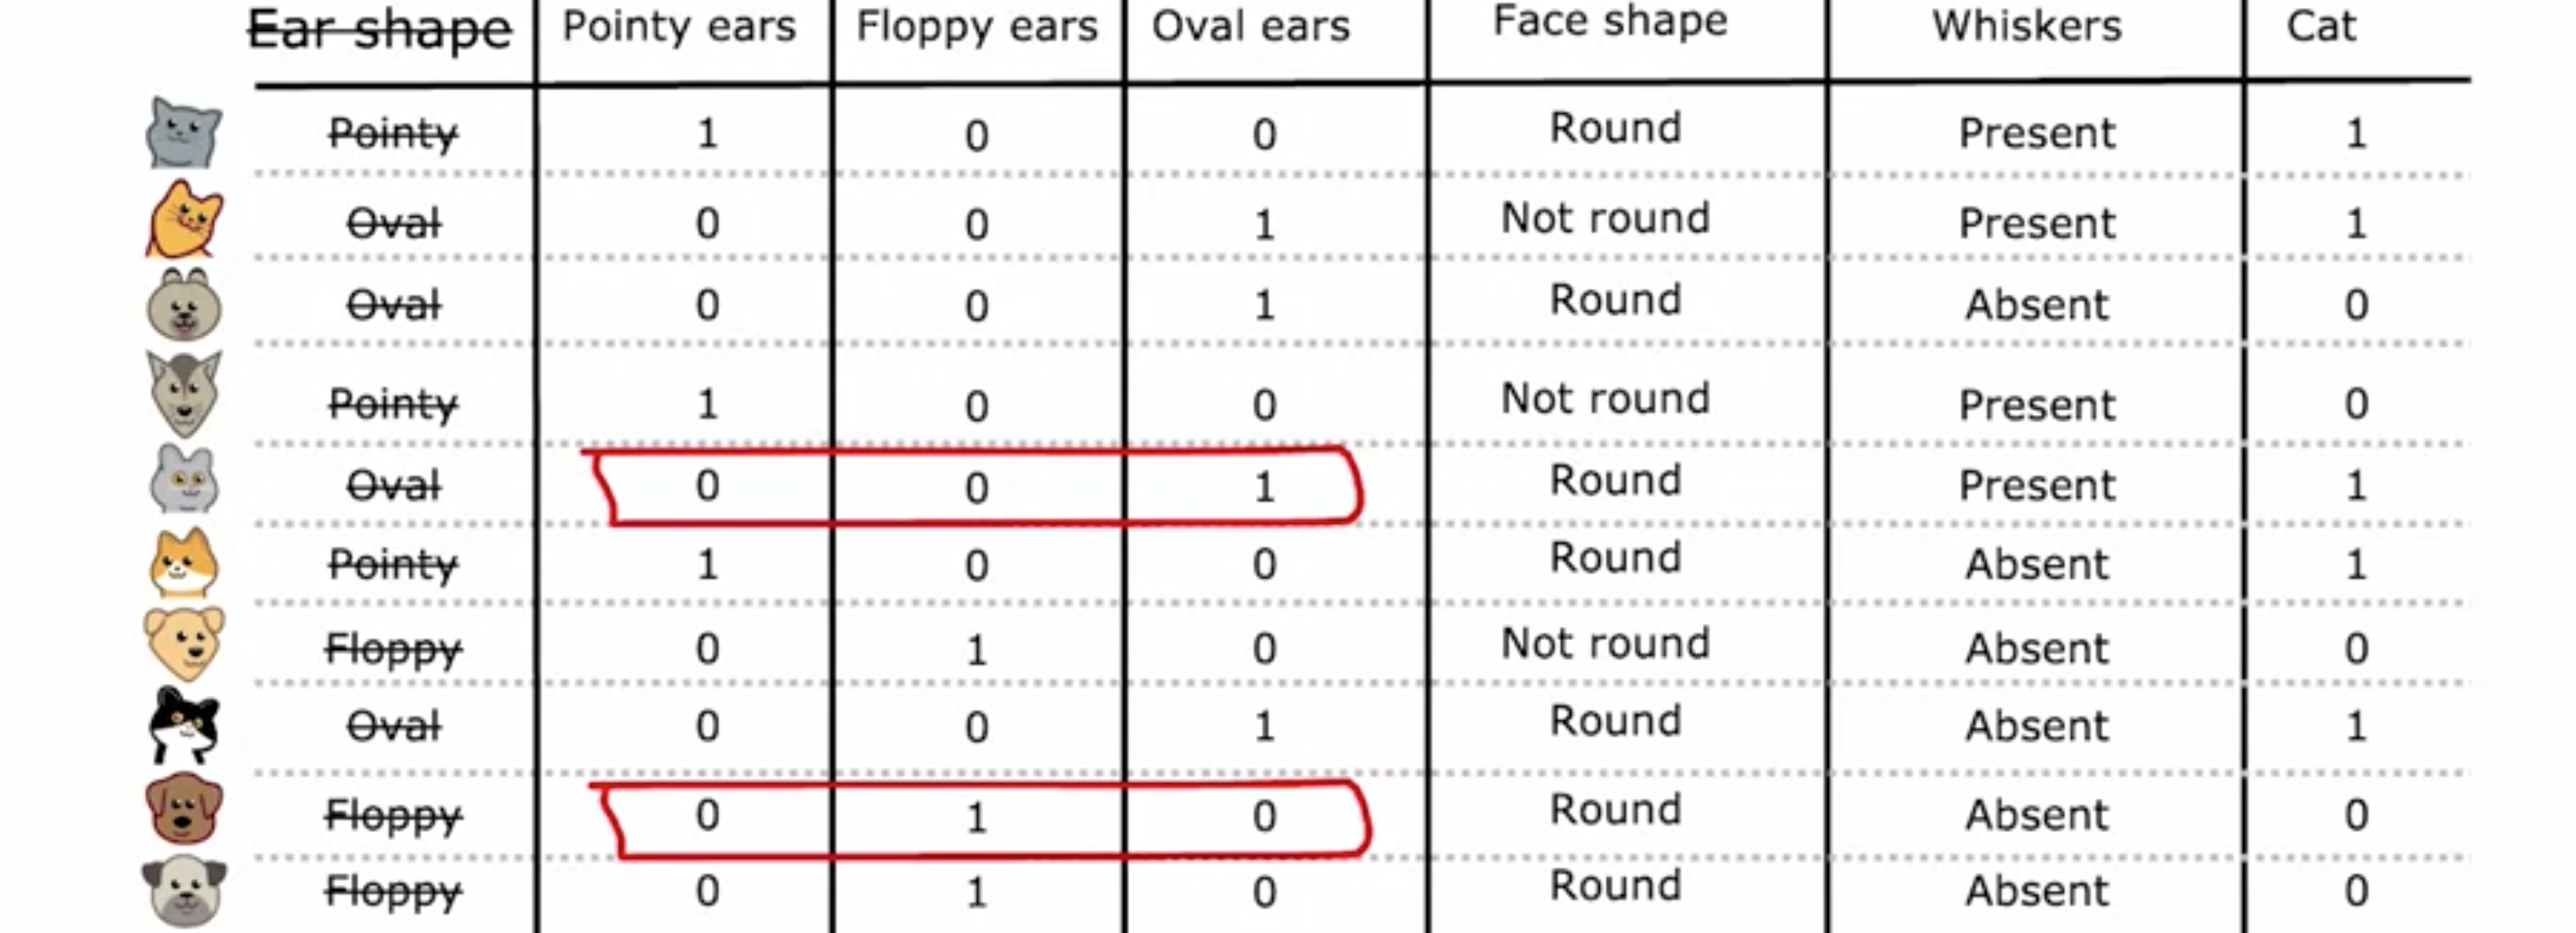 Ear shape Pointy ears Floppy ears Oval ears Face shape Whiskers Cat
Pointy 1 0 0 Round Present 1
Oval 0 0 1 Not round Present 1
Oval 0 0 1 Round Absent 0
Pointy 1 0 0 Not round Present 0
Oval 0 0 1 Round Present 1
Pointy 1 0 0 Round Absent 1
Floppy 0 1 0 Not round Absent 0
Oval 0 0 1 Round Absent 1
Floppy 0 1 0 Round Absent 0
Floppy 0 1 0 Round Absent 0